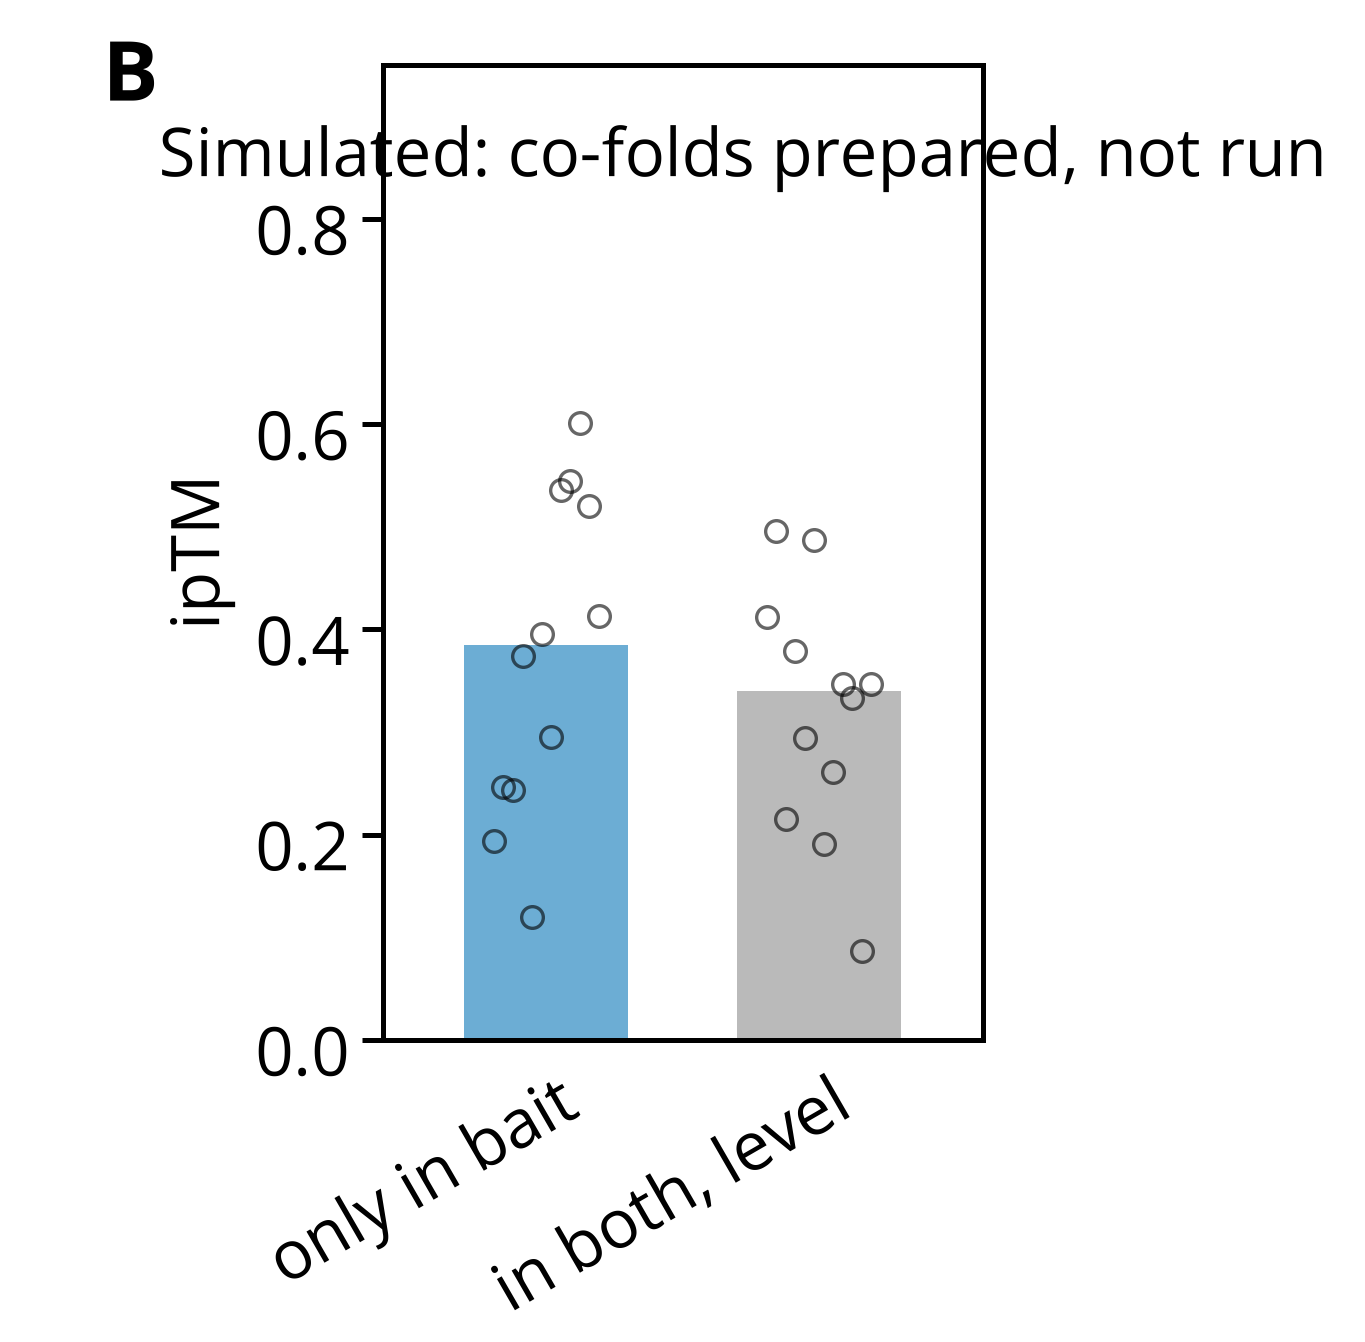 B
Simulated: co-folds prepared, not run
0.8
0.6
0.4
0.2
0.0
ipTM
only in bait
in both, level